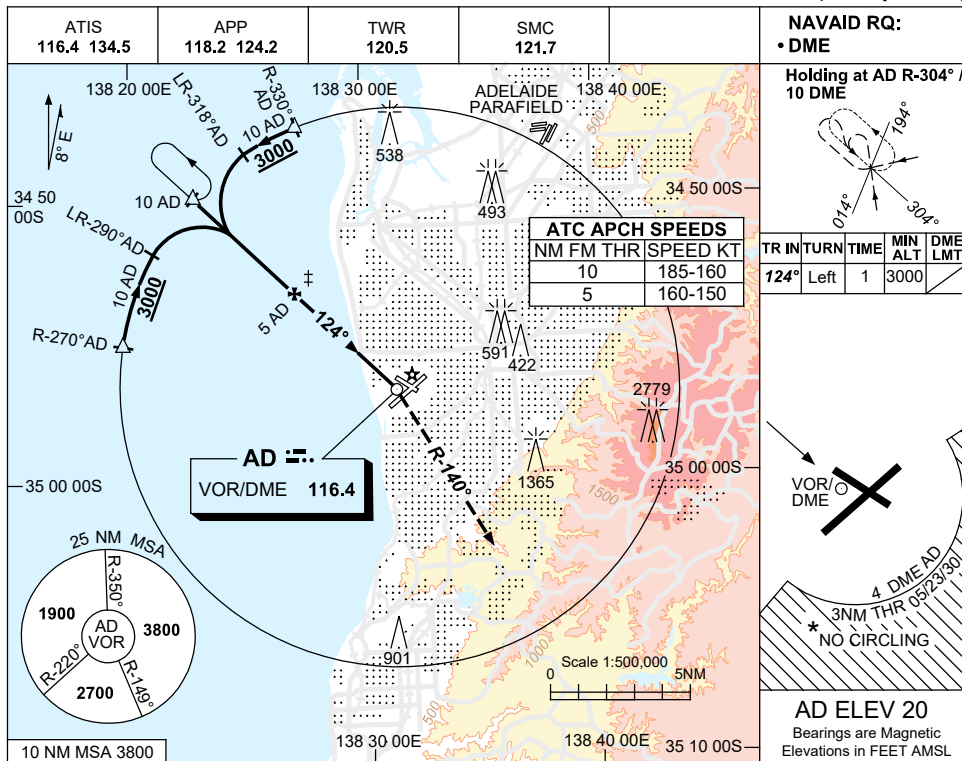 ATIS
116.4 134.5
APP
118.2 124.2
TWR
120.5
SMC
121.7
NAVAID RQ:
• DME
138 20 00E
138 30 00E
138 40 00E
8° E
LR-318°AD
R-330°
AD
10 AD
3000
ADELAIDE
PARAFIELD
500
538
493
34 50
00S
34 50 00S
10 AD
LR-290°AD
10 AD
3000
R-270°AD
5 AD
‡
124°
ATC APCH SPEEDS
NM FM THR SPEED KT
10 185-160
5 160-150
591
422
2779
AD
VOR/DME 116.4
R-140°
1365
1500
35 00 00S
35 00 00S
25 NM MSA
R-350°
1900
AD
VOR
3800
R-220°
2700
R-149°
10 NM MSA 3800
901
1000
500
Scale 1:500,000
0 5NM
138 30 00E
138 40 00E
35 10 00S
Holding at AD R-304° /
10 DME
194°
014°
304°
TR IN TURN TIME MIN ALT DME LMT
124° Left 1 3000
VOR/
DME
4 DME AD
3NM THR 05/23/30
* NO CIRCLING
AD ELEV 20
Bearings are Magnetic
Elevations in FEET AMSL